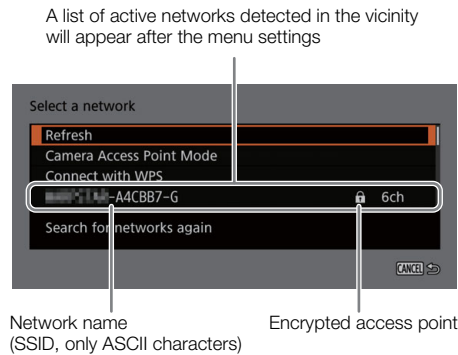 A list of active networks detected in the vicinity
will appear after the menu settings
Select a network
Refresh
Camera Access Point Mode
Connect with WPS
-A4CBB7-G 6ch
Search for networks again
CANCEL
Network name
(SSID, only ASCII characters)
Encrypted access point